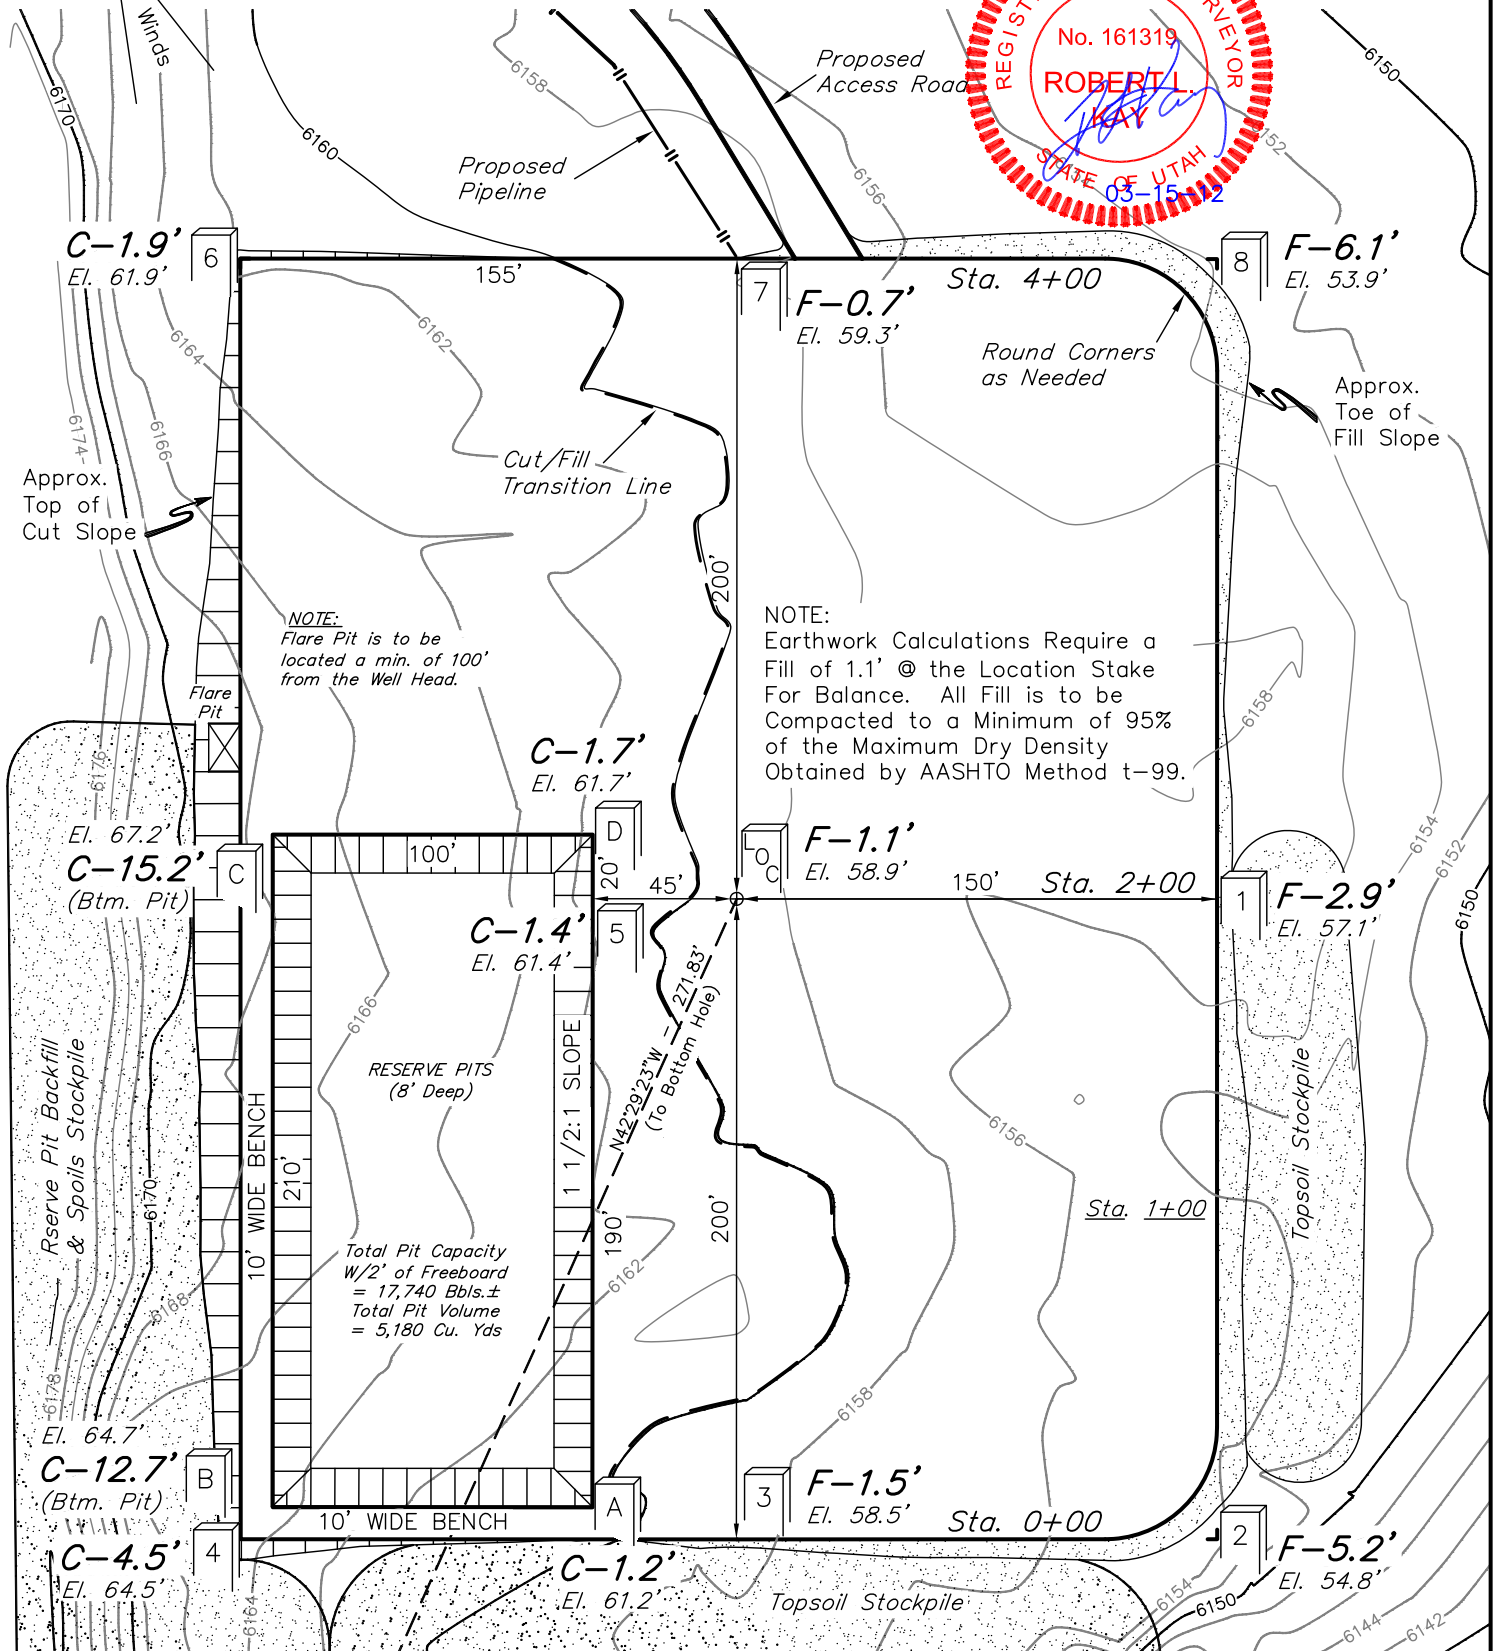 Winds
6170
6160
6158
Proposed
Access Road
Proposed
Pipeline
6156
No. 161319
ROBERT L.
KAY
STATE OF UTAH
03-15-12
6150
6152
C-1.9'
El. 61.9'
6
155'
7
F-0.7'
El. 59.3'
Sta. 4+00
8
F-6.1'
El. 53.9'
Round Corners
as Needed
6162
6164
6174
6166
Approx.
Toe of
Fill Slope
Approx.
Top of
Cut Slope
Cut/Fill
Transition Line
200'
NOTE:
Flare Pit is to be
located a min. of 100'
from the Well Head.
NOTE:
Earthwork Calculations Require a
Fill of 1.1' @ the Location Stake
For Balance. All Fill is to be
Compacted to a Minimum of 95%
of the Maximum Dry Density
Obtained by AASHTO Method t-99.
6158
Flare
Pit
6176
C-1.7'
El. 61.7'
D
El. 67.2'
C-15.2'
(Btm. Pit)
C
100'
20'
45'
LOC
F-1.1'
El. 58.9'
150'
Sta. 2+00
1
F-2.9'
El. 57.1'
6154
6152
6150
C-1.4'
El. 61.4'
5
271.83'
N42°29'23"W -
(To Bottom Hole)
6166
RESERVE PITS
(8' Deep)
1 1/2:1 SLOPE
Rserve Pit Backfill
& Spoils Stockpile
6170
10' WIDE BENCH
210'
190'
200'
6156
Sta. 1+00
Topsoil Stockpile
6162
6168
Total Pit Capacity
W/2' of Freeboard
= 17,740 Bbls.±
Total Pit Volume
= 5,180 Cu. Yds
6178
6158
El. 64.7'
C-12.7'
(Btm. Pit)
B
10' WIDE BENCH
A
3
F-1.5'
El. 58.5'
Sta. 0+00
2
F-5.2'
El. 54.8'
C-4.5'
El. 64.5'
4
C-1.2'
El. 61.2'
Topsoil Stockpile
6164
6154
6150
6144
6142